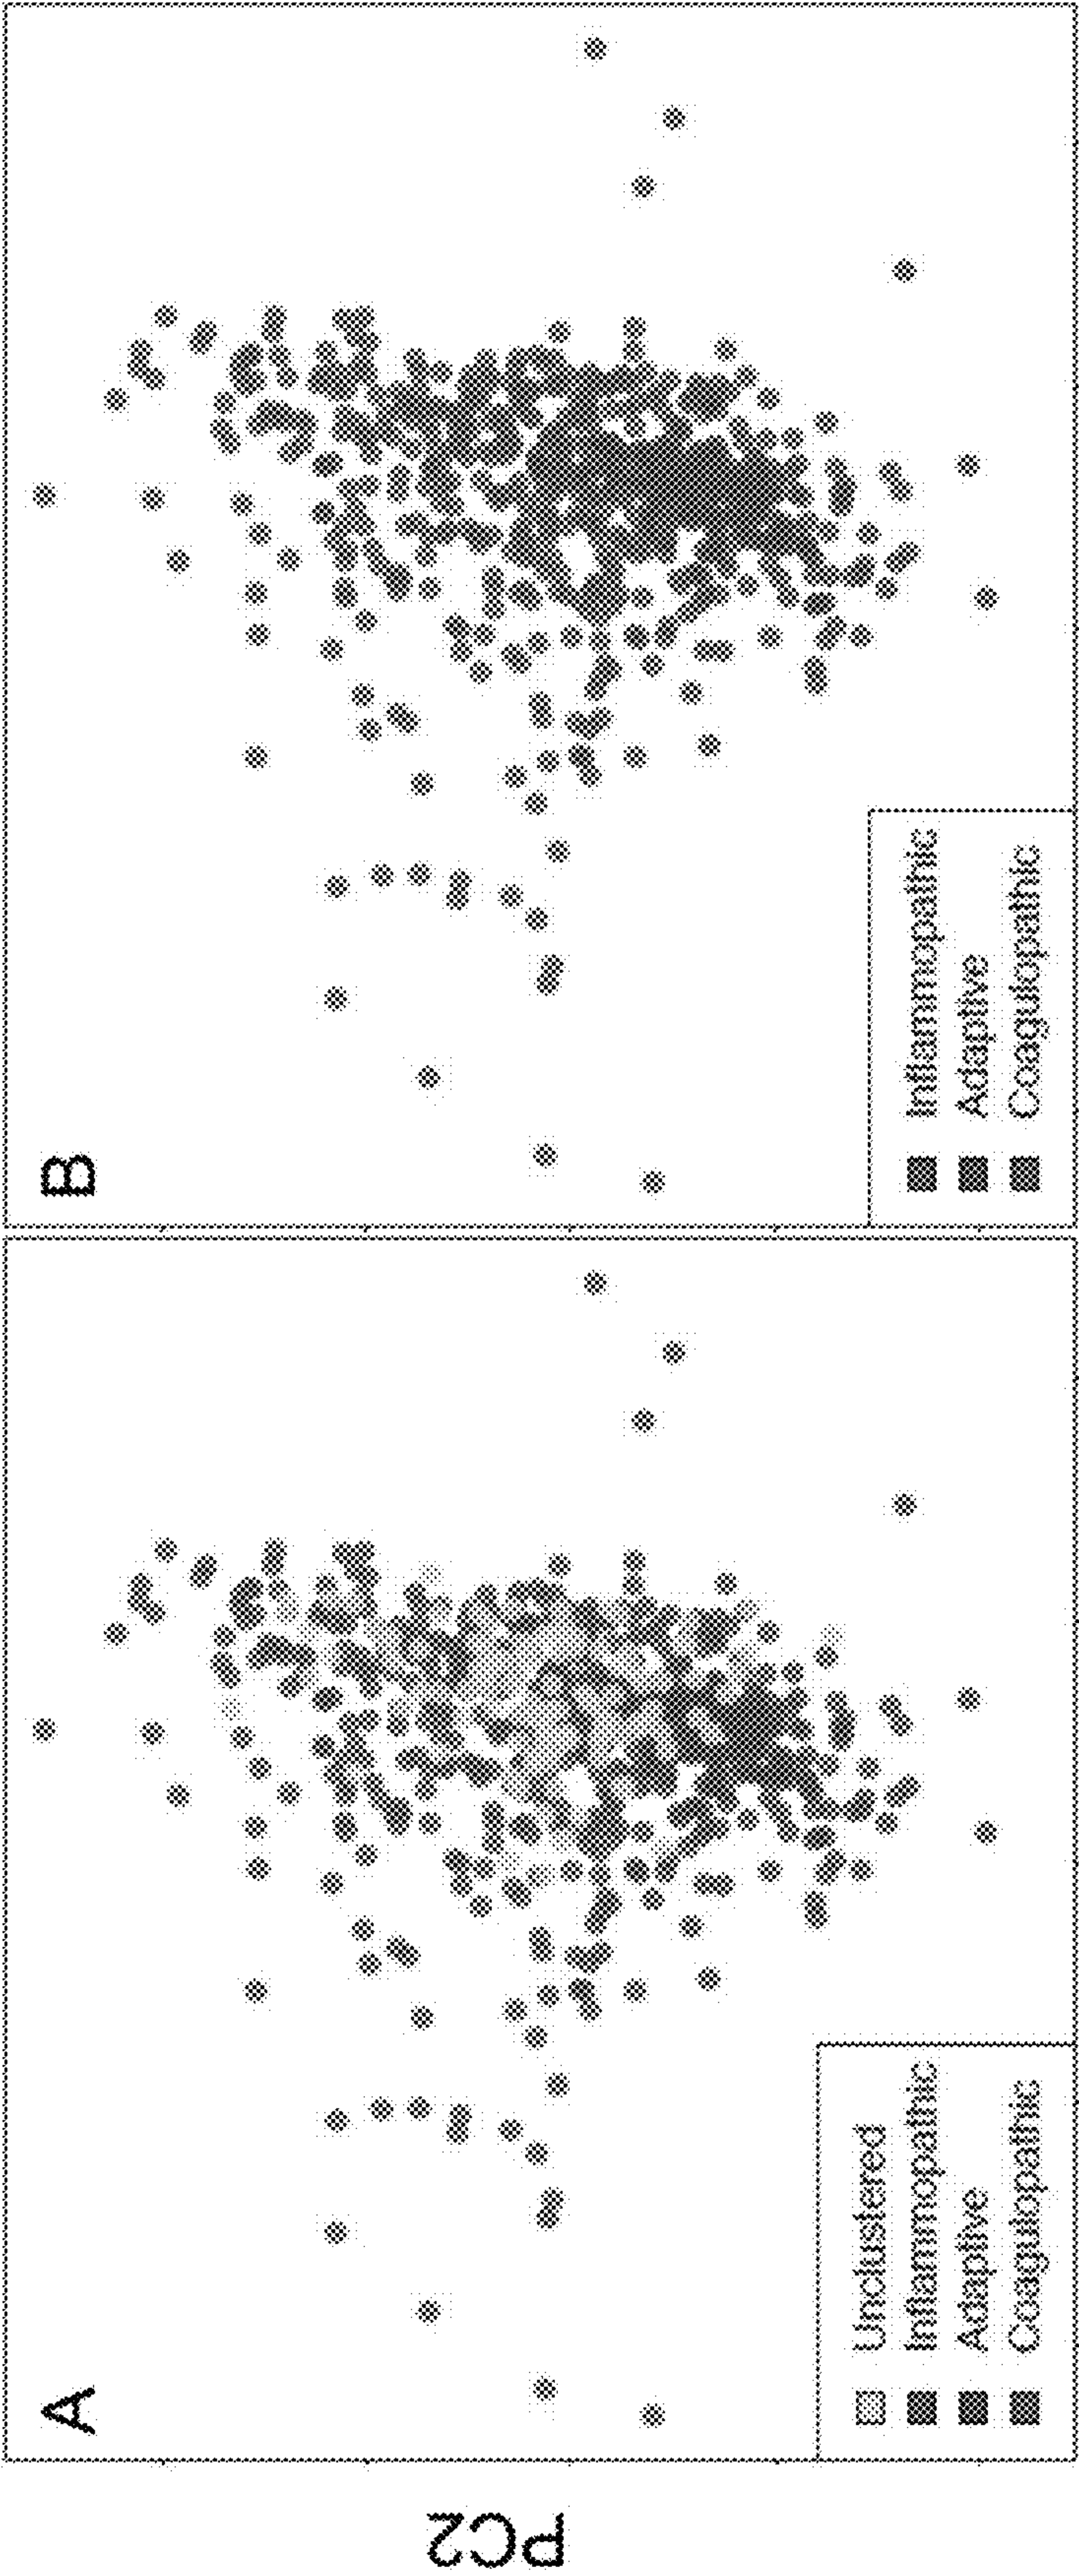 A
B
PC2
Unclustered
Inflammopathic
Adaptive
Coagulopathic
Inflammopathic
Adaptive
Coagulopathic